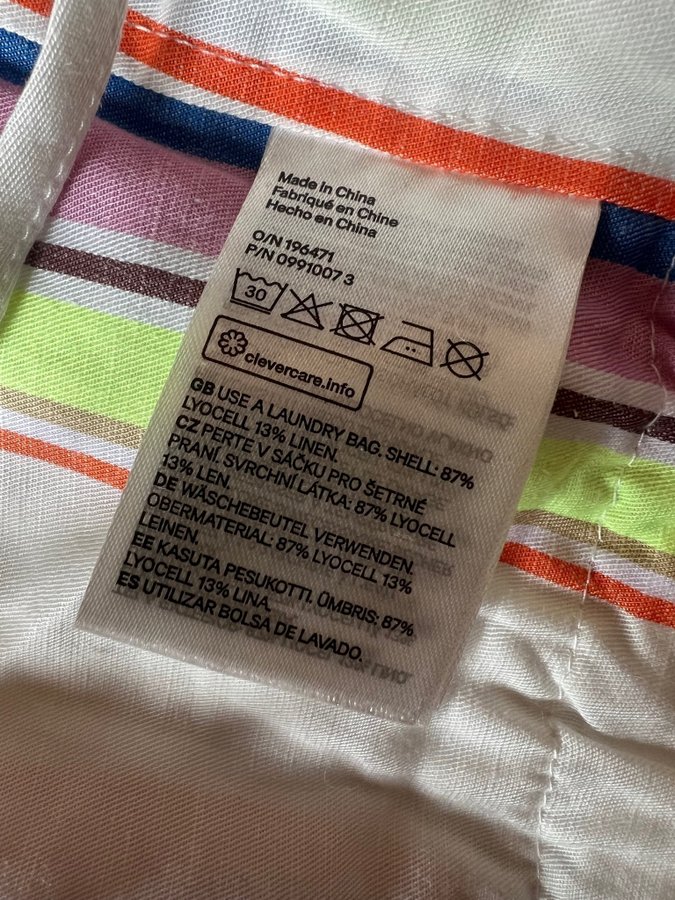 Made in China
Fabriqué en Chine
Hecho en China
O/N 196471
P/N 0991007 3
30
clevercare.info
GB USE A LAUNDRY BAG. SHELL: 87%
LYOCELL 13% LINEN.
CZ PERTE V SÁČKU PRO ŠETRNÉ
PRANÍ. SVRCHNÍ LÁTKA: 87% LYOCELL
13% LEN.
DE WÄSCHEBEUTEL VERWENDEN.
OBERMATERIAL: 87% LYOCELL 13%
LEINEN.
EE KASUTA PESUKOTTI. ÜMBRIS: 87%
LYOCELL 13% LINA.
ES UTILIZAR BOLSA DE LAVADO.